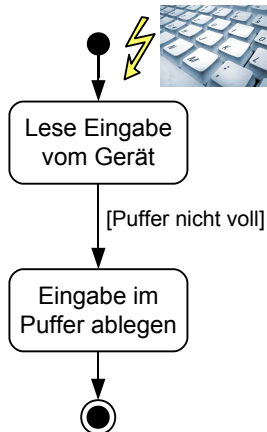 Lese Eingabe
vom Gerät
[Puffer nicht voll]
Eingabe im
Puffer ablegen